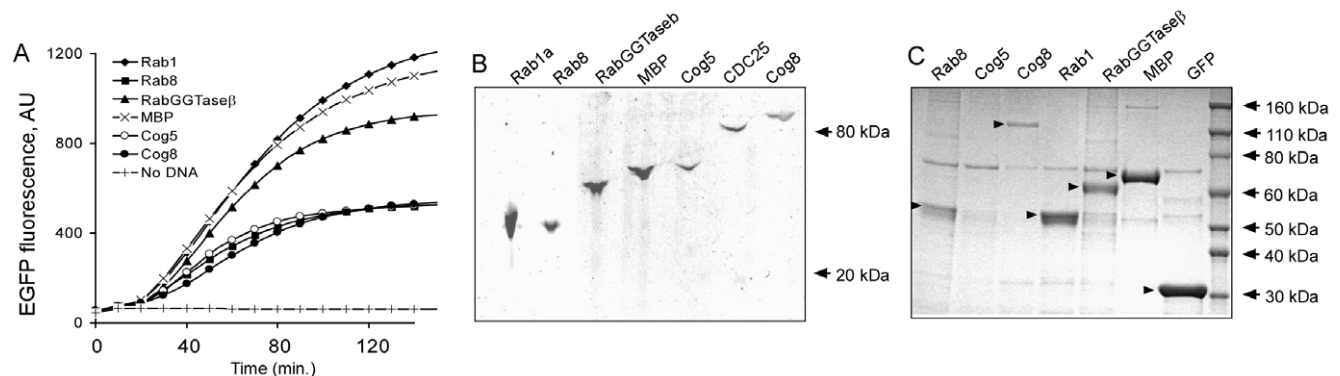 A
1200
800
400
0
EGFP fluorescence, AU
Rab1
Rab8
RabGGTaseβ
MBP
Cog5
Cog8
No DNA
0 40 80 120
Time (min.)
B
Rab1a Rab8 RabGGTaseb MBP Cog5 CDC25 Cog8
80 kDa
20 kDa
C
Rab8 Cog5 Cog8 Rab1 RabGGTaseβ MBP GFP
160 kDa
110 kDa
80 kDa
60 kDa
50 kDa
40 kDa
30 kDa